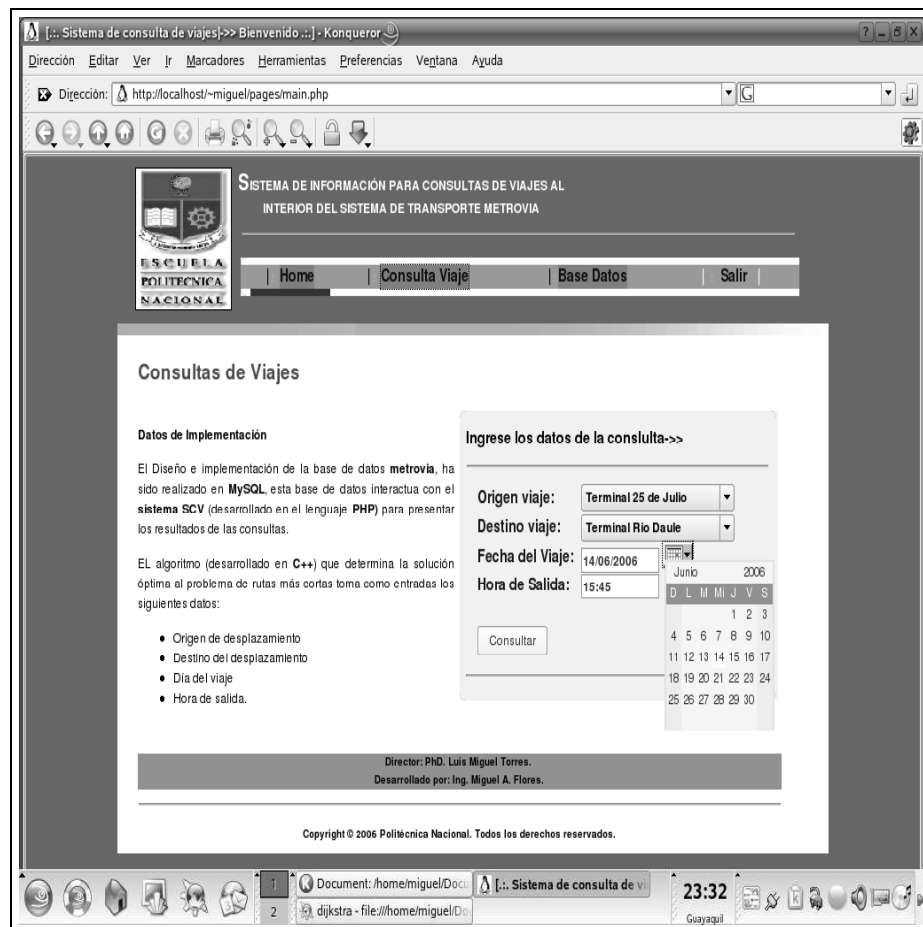 [.:. Sistema de consulta de viajes|->> Bienvenido .:.] - Konqueror
Dirección Editar Ver Ir Marcadores Herramientas Preferencias Ventana Ayuda
Dirección: http://localhost/~miguel/pages/main.php
G
SISTEMA DE INFORMACIÓN PARA CONSULTAS DE VIAJES AL
INTERIOR DEL SISTEMA DE TRANSPORTE METROVIA
ESCUELA
POLITECNICA
NACIONAL
| Home | Consulta Viaje | Base Datos | Salir |
Consultas de Viajes
Datos de Implementación
El Diseño e implementación de la base de datos metrovia, ha
sido realizado en MySQL, esta base de datos interactua con el
sistema SCV (desarrollado en el lenguaje PHP) para presentar
los resultados de las consultas.
EL algoritmo (desarrollado en C++) que determina la solución
óptima al problema de rutas más cortas toma como entradas los
siguientes datos:
Origen de desplazamiento
Destino del desplazamiento
Día del viaje
Hora de salida.
Ingrese los datos de la conslulta->>
Origen viaje: Terminal 25 de Julio
Destino viaje: Terminal Rio Daule
Fecha del Viaje: 14/06/2006
Hora de Salida: 15:45
Consultar
Junio 2006
D L M Mi J V S
1 2 3
4 5 6 7 8 9 10
11 12 13 14 15 16 17
18 19 20 21 22 23 24
25 26 27 28 29 30
Director: PhD. Luis Miguel Torres.
Desarrollado por: Ing. Miguel A. Flores.
Copyright © 2006 Politécnica Nacional. Todos los derechos reservados.
1
2
Document: /home/miguel/Docu
dijkstra - file:///home/miguel/Do
[.:. Sistema de consulta de vi
23:32
Guayaquil